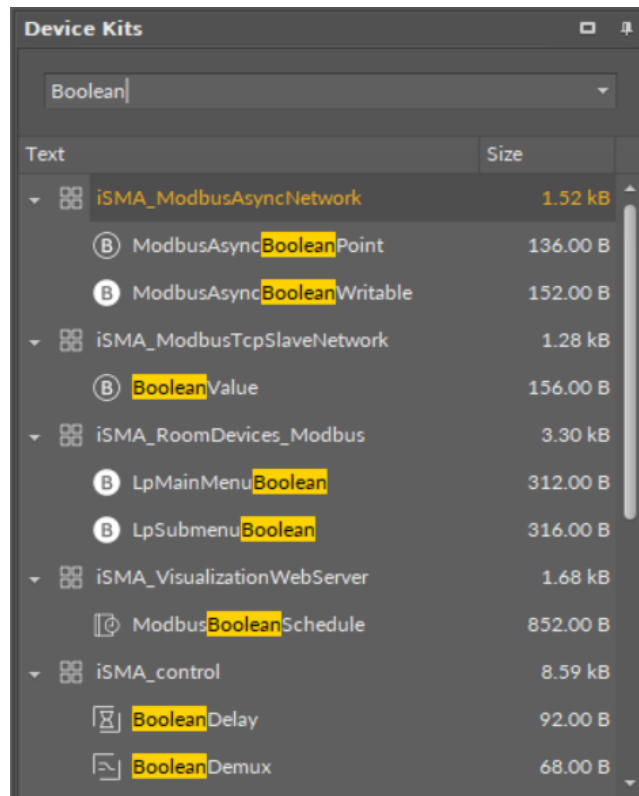 Device Kits
Boolean
Text Size
iSMA_ModbusAsyncNetwork 1.52 kB
B ModbusAsyncBooleanPoint 136.00 B
B ModbusAsyncBooleanWritable 152.00 B
iSMA_ModbusTcpSlaveNetwork 1.28 kB
B BooleanValue 156.00 B
iSMA_RoomDevices_Modbus 3.30 kB
B LpMainMenuBoolean 312.00 B
B LpSubmenuBoolean 316.00 B
iSMA_VisualizationWebServer 1.68 kB
ModbusBooleanSchedule 852.00 B
iSMA_control 8.59 kB
BooleanDelay 92.00 B
BooleanDemux 68.00 B